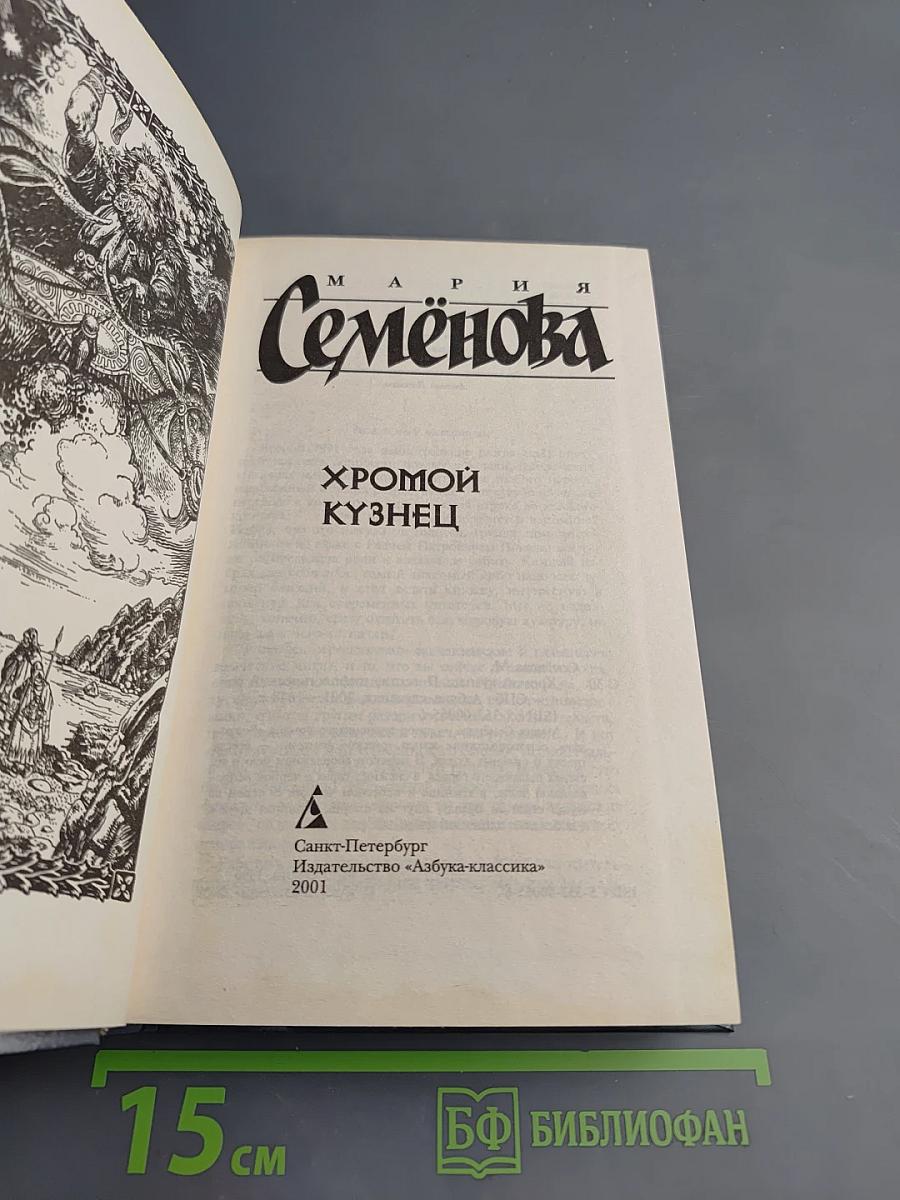 МАРИЯ
Семёнова
ХРОМОЙ
КУЗНЕЦ
Санкт-Петербург
Издательство «Азбука-классика»
2001
15 см
БФ БИБЛИОФАН